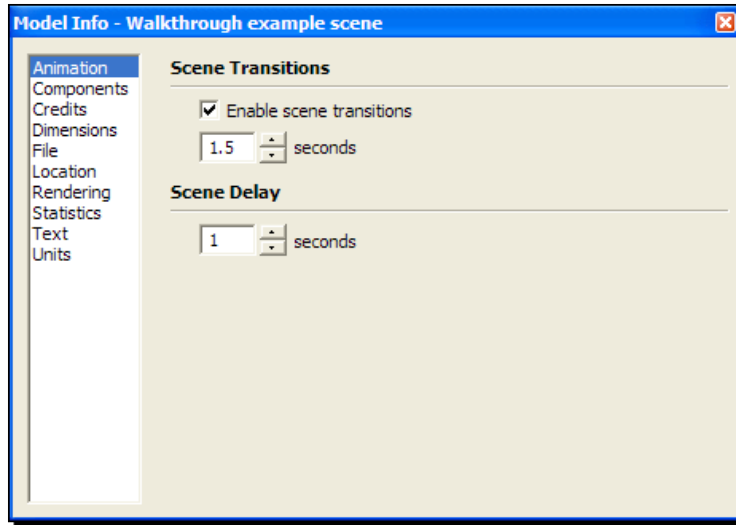 Model Info - Walkthrough example scene
Animation
Components
Credits
Dimensions
File
Location
Rendering
Statistics
Text
Units
Scene Transitions
Enable scene transitions
1.5 seconds
Scene Delay
1 seconds